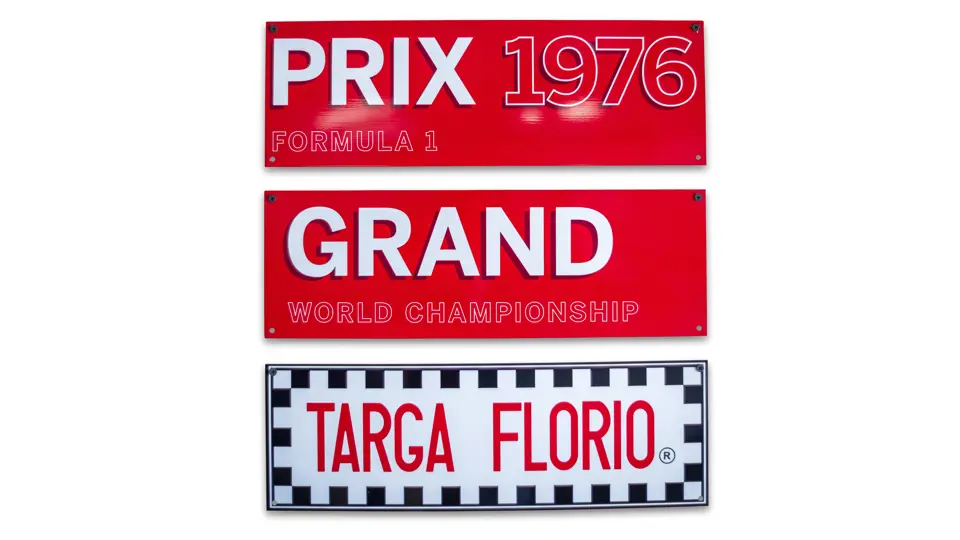 PRIX 1976
FORMULA 1
GRAND
WORLD CHAMPIONSHIP
TARGA FLORIO®